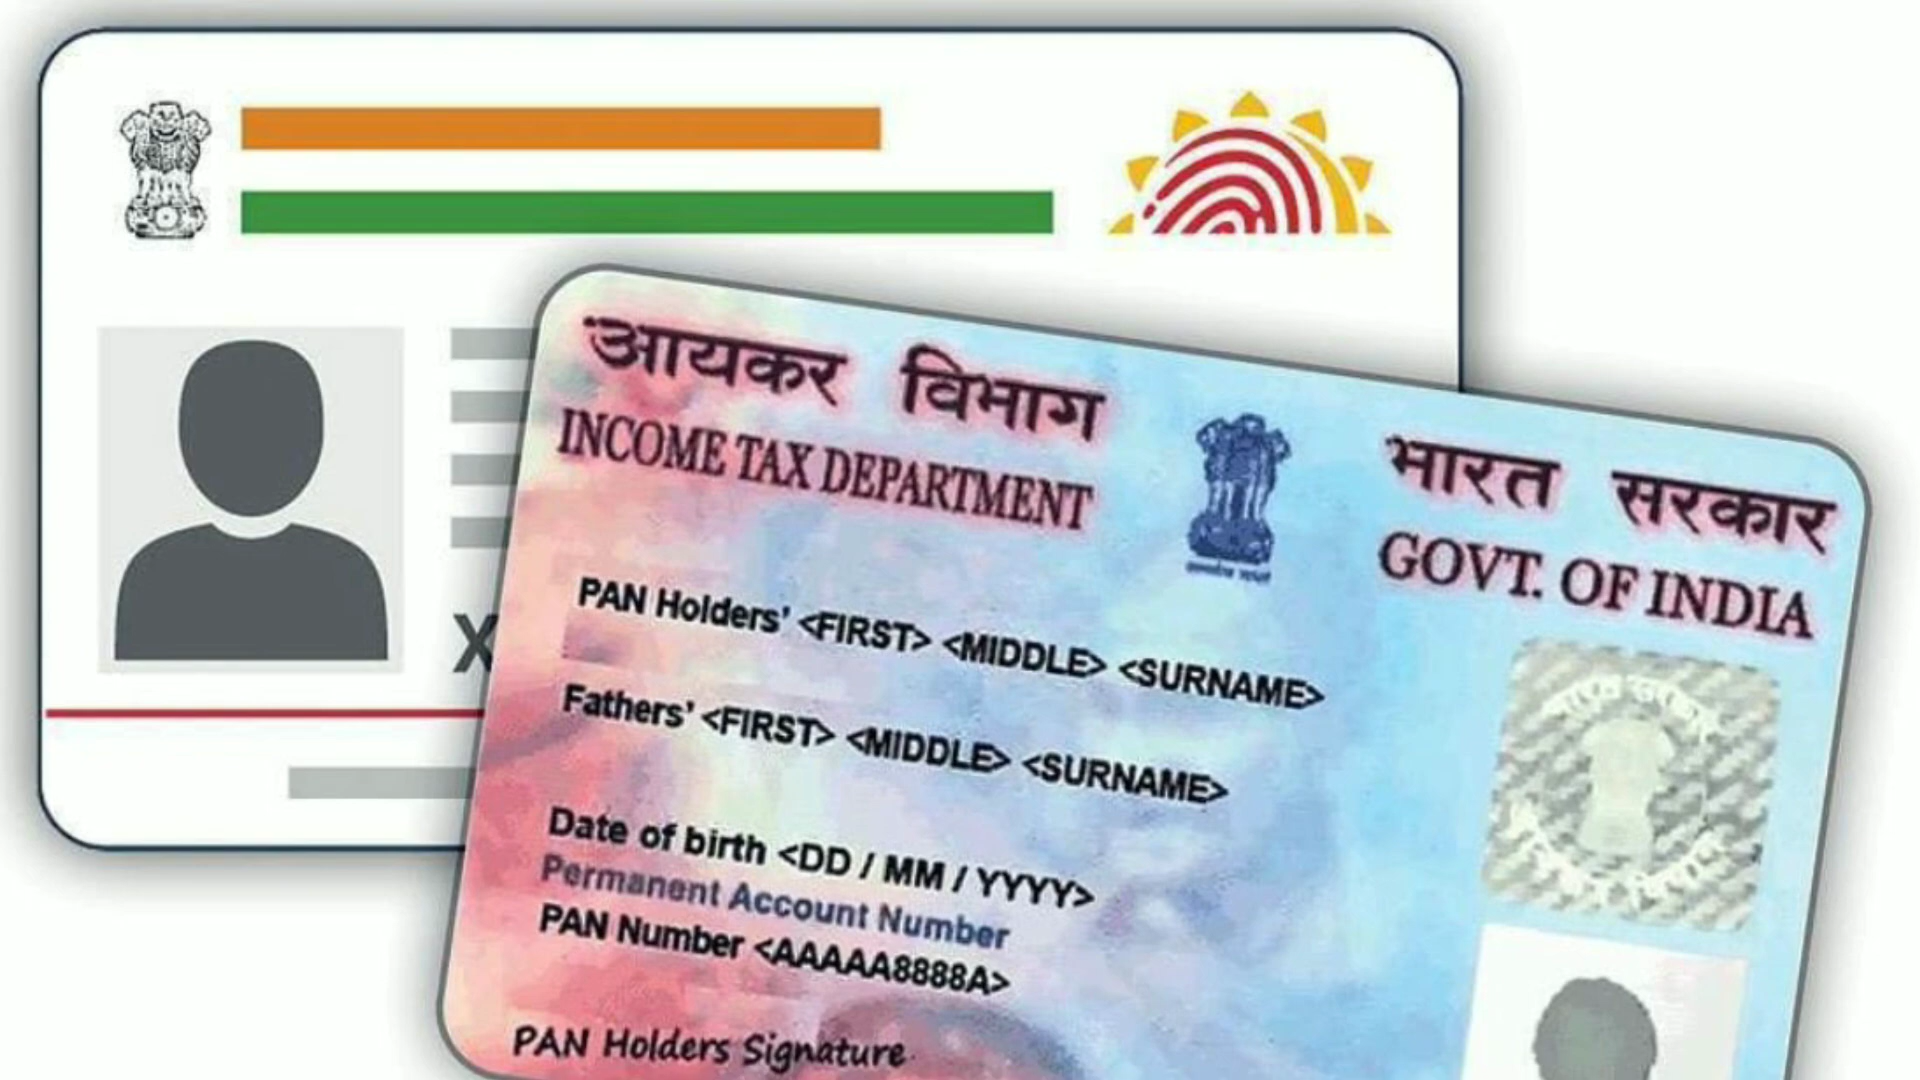 X
आयकर विभाग
INCOME TAX DEPARTMENT
भारत सरकार
GOVT. OF INDIA
PAN Holders' <FIRST> <MIDDLE> <SURNAME>
Fathers' <FIRST> <MIDDLE> <SURNAME>
Date of birth <DD / MM / YYYY>
Permanent Account Number
PAN Number <AAAAA8888A>
PAN Holders Signature